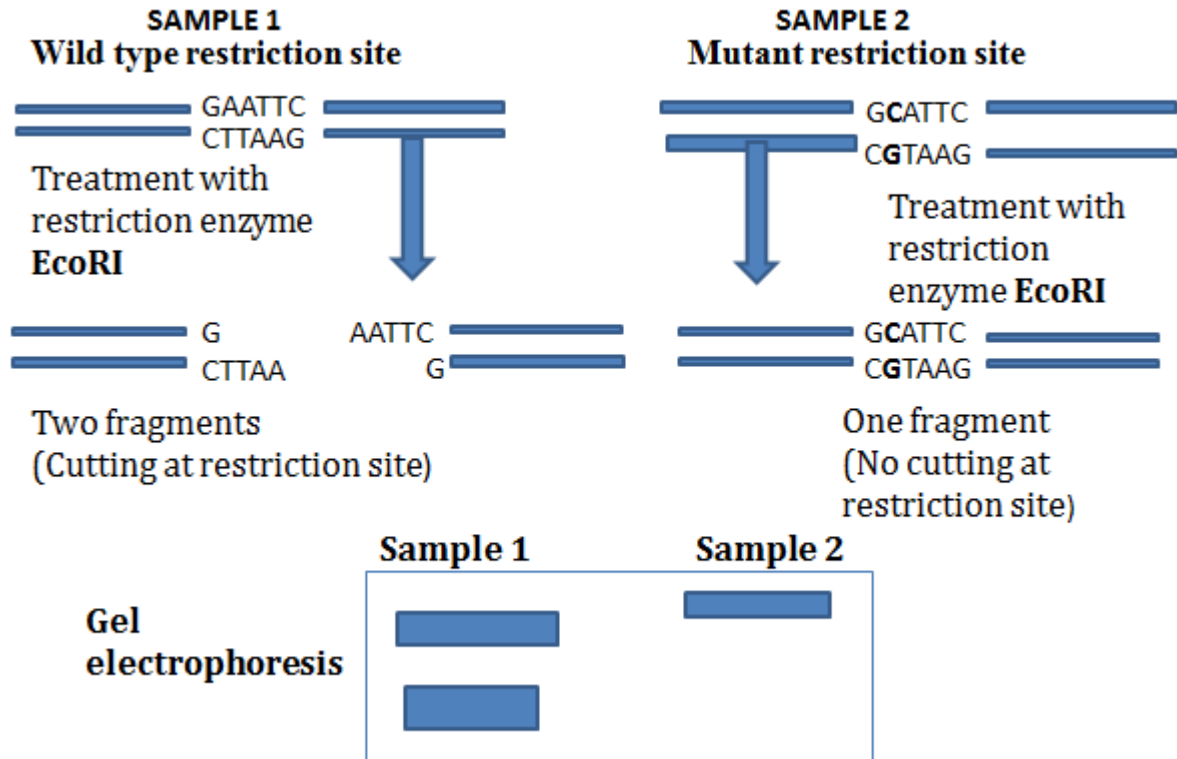 SAMPLE 1
Wild type restriction site
GAATTC
CTTAAG
Treatment with
restriction enzyme
EcoRI
G
CTTAA
AATTC
G
Two fragments
(Cutting at restriction site)
SAMPLE 2
Mutant restriction site
GCATTC
CGTAAG
Treatment with
restriction
enzyme EcoRI
GCATTC
CGTAAG
One fragment
(No cutting at
restriction site)
Sample 1
Sample 2
Gel
electrophoresis